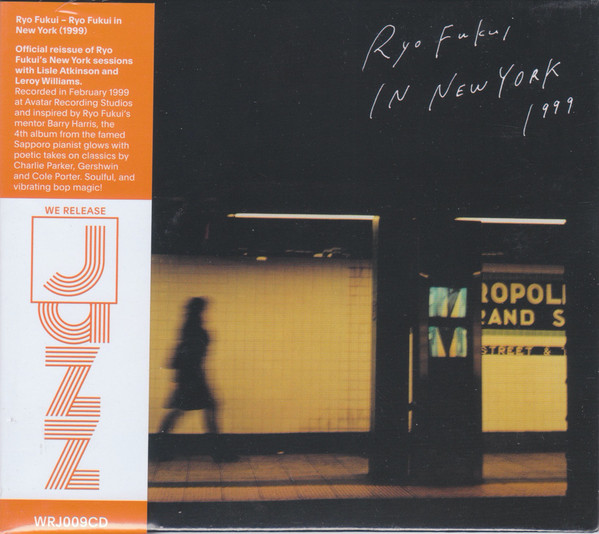 Ryo Fukui – Ryo Fukui in
New York (1999)
Official reissue of Ryo
Fukui's New York sessions
with Lisle Atkinson and
Leroy Williams.
Recorded in February 1999
at Avatar Recording Studios
and inspired by Ryo Fukui's
mentor Barry Harris, the
4th album from the famed
Sapporo pianist glows with
poetic takes on classics by
Charlie Parker, Gershwin
and Cole Porter. Soulful, and
vibrating bop magic!
WE RELEASE
Jazz
WRJ009CD
Ryo Fukui
IN NEW YORK
1999
ROPOLI
RAND S
STREET &